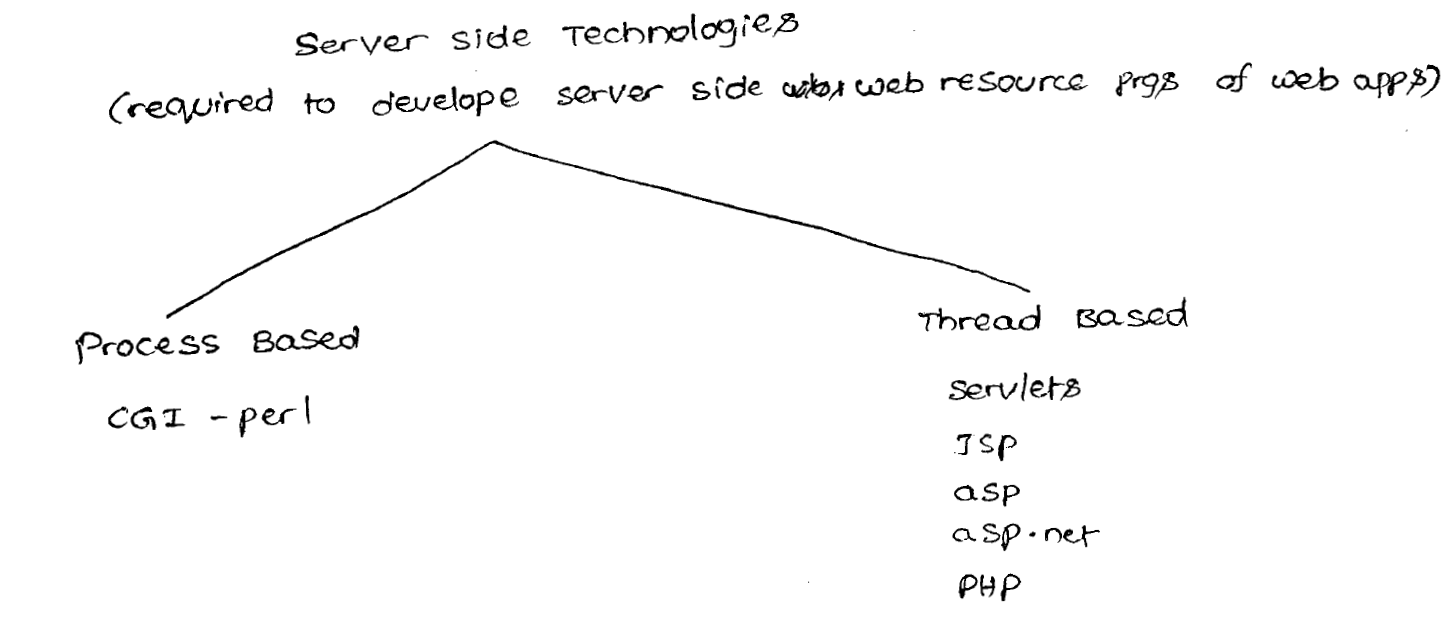 Server side Technologies
(required to develope server side web resource prgs of web apps)
Process Based
CGI - perl
Thread Based
Servlets
JSP
asp
asp.net
PHP